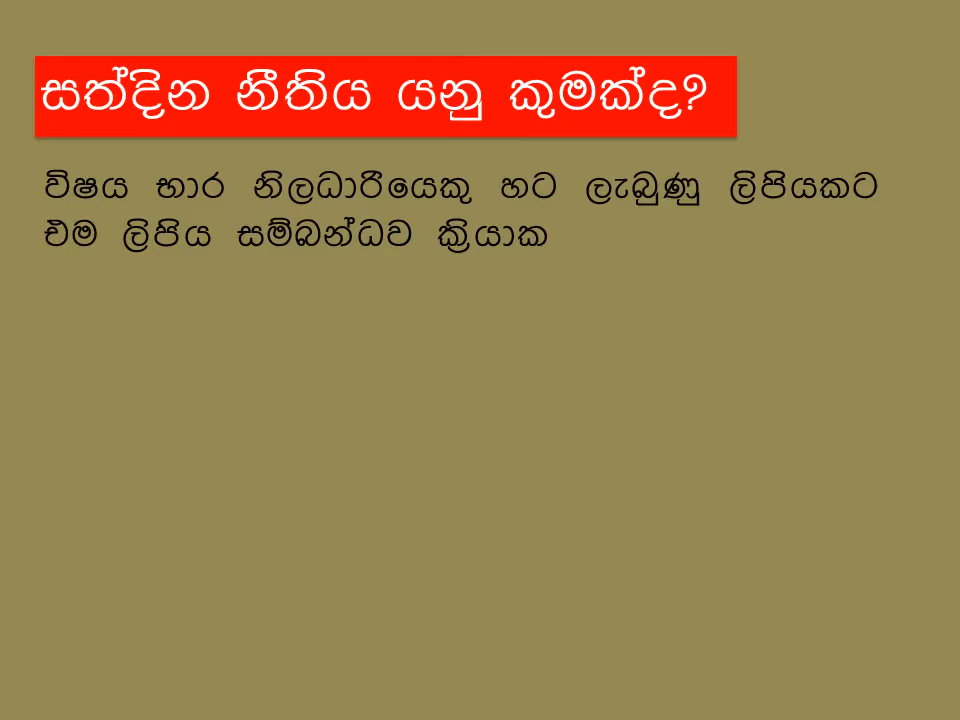 සත්දින නීතිය යනු කුමක්ද?
විෂය භාර නිලධාරියෙකු හට ලැබුණු ලිපියකට
එම ලිපිය සම්බන්ධව ක්‍රියාක